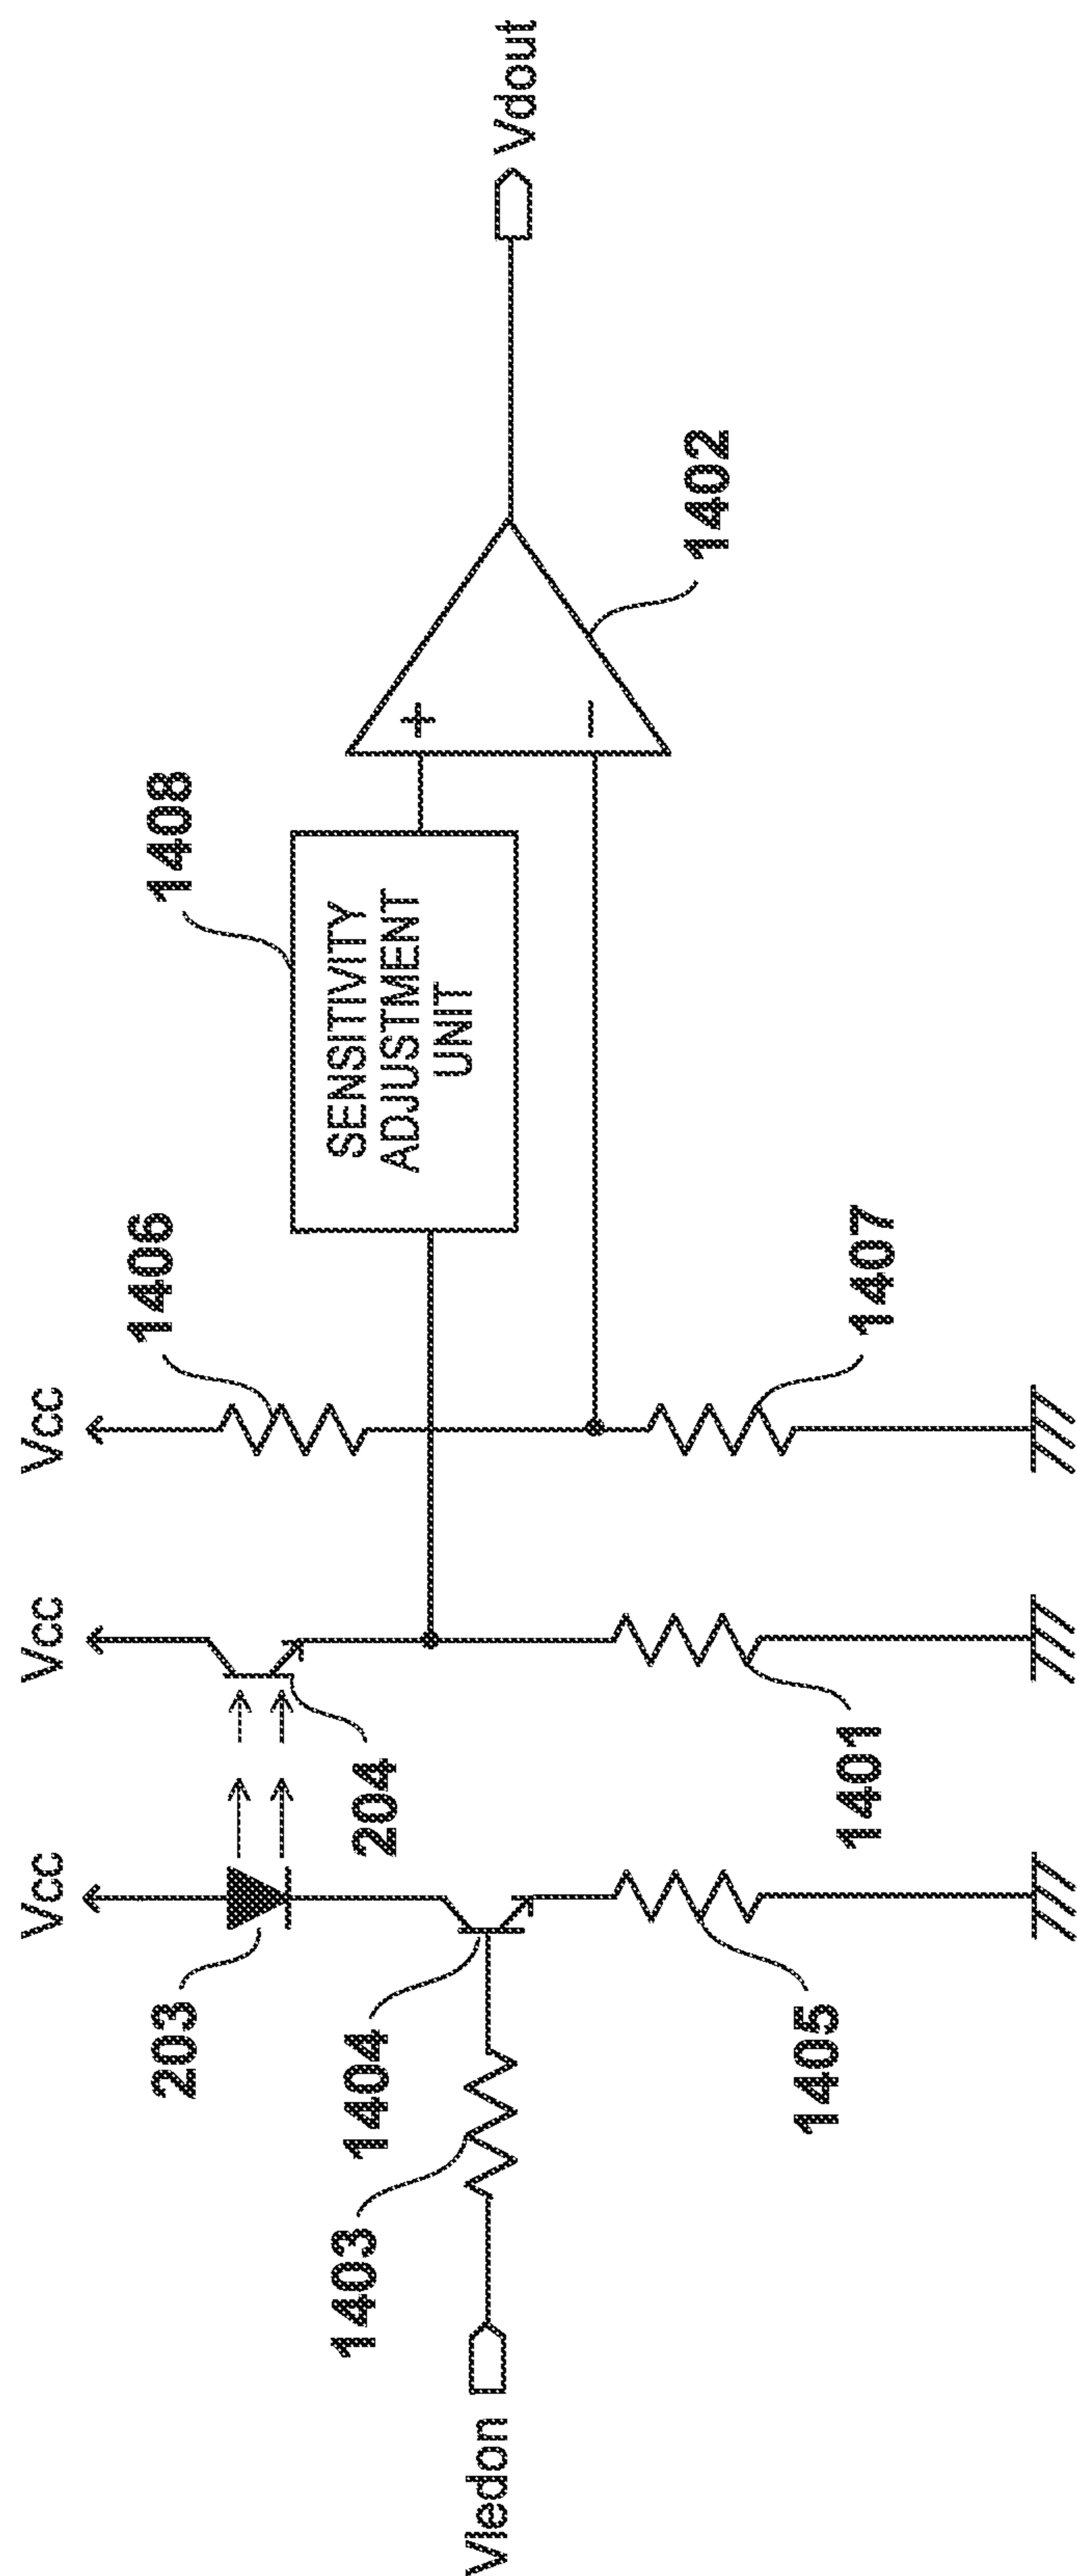 Vcc
Vcc
Vcc
203
204
1406
1408
SENSITIVITY
ADJUSTMENT
UNIT
Vledon
1403
1404
1405
1401
1407
+
−
1402
Vdout